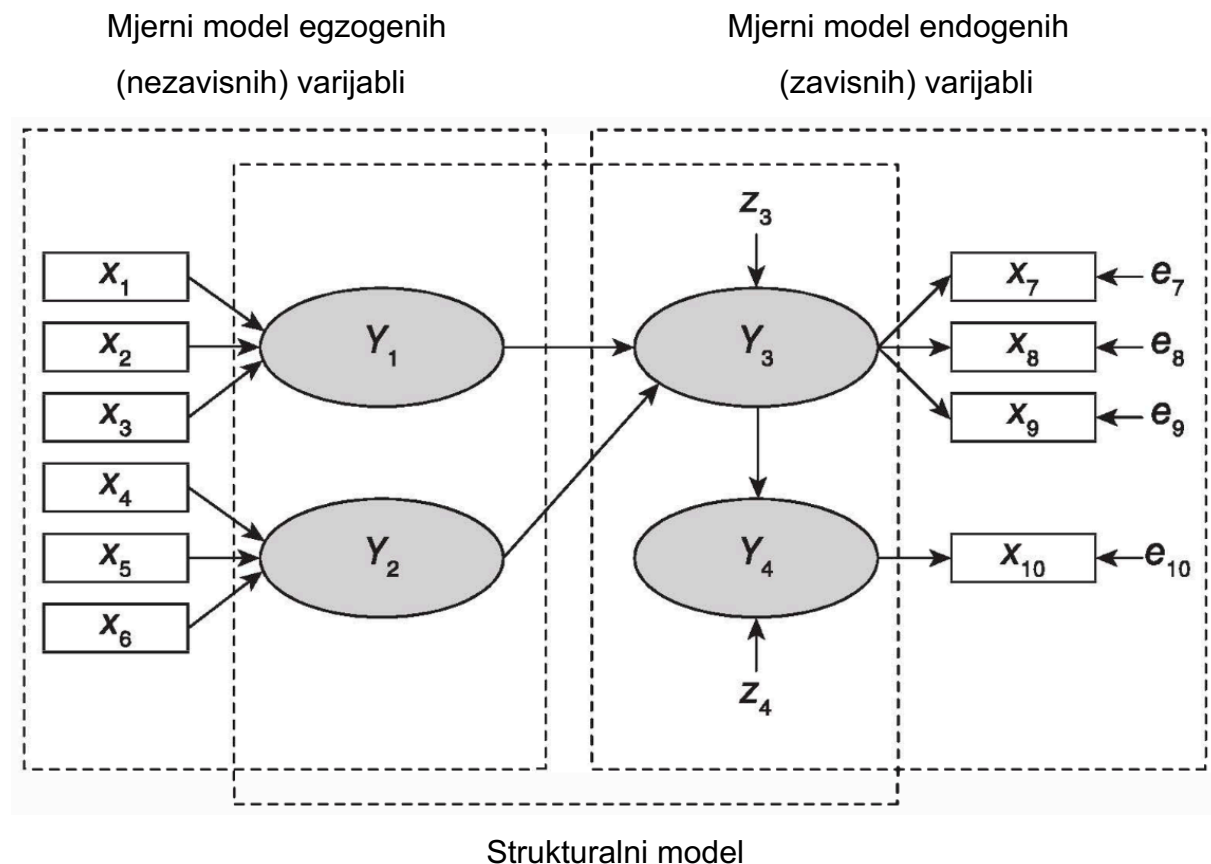 Mjerni model egzogenih
(nezavisnih) varijabli
Mjerni model endogenih
(zavisnih) varijabli
z₃
x₁
x₂
x₃
x₄
x₅
x₆
Y₁
Y₂
Y₃
Y₄
x₇
e₇
x₈
e₈
x₉
e₉
x₁₀
e₁₀
z₄
Strukturalni model